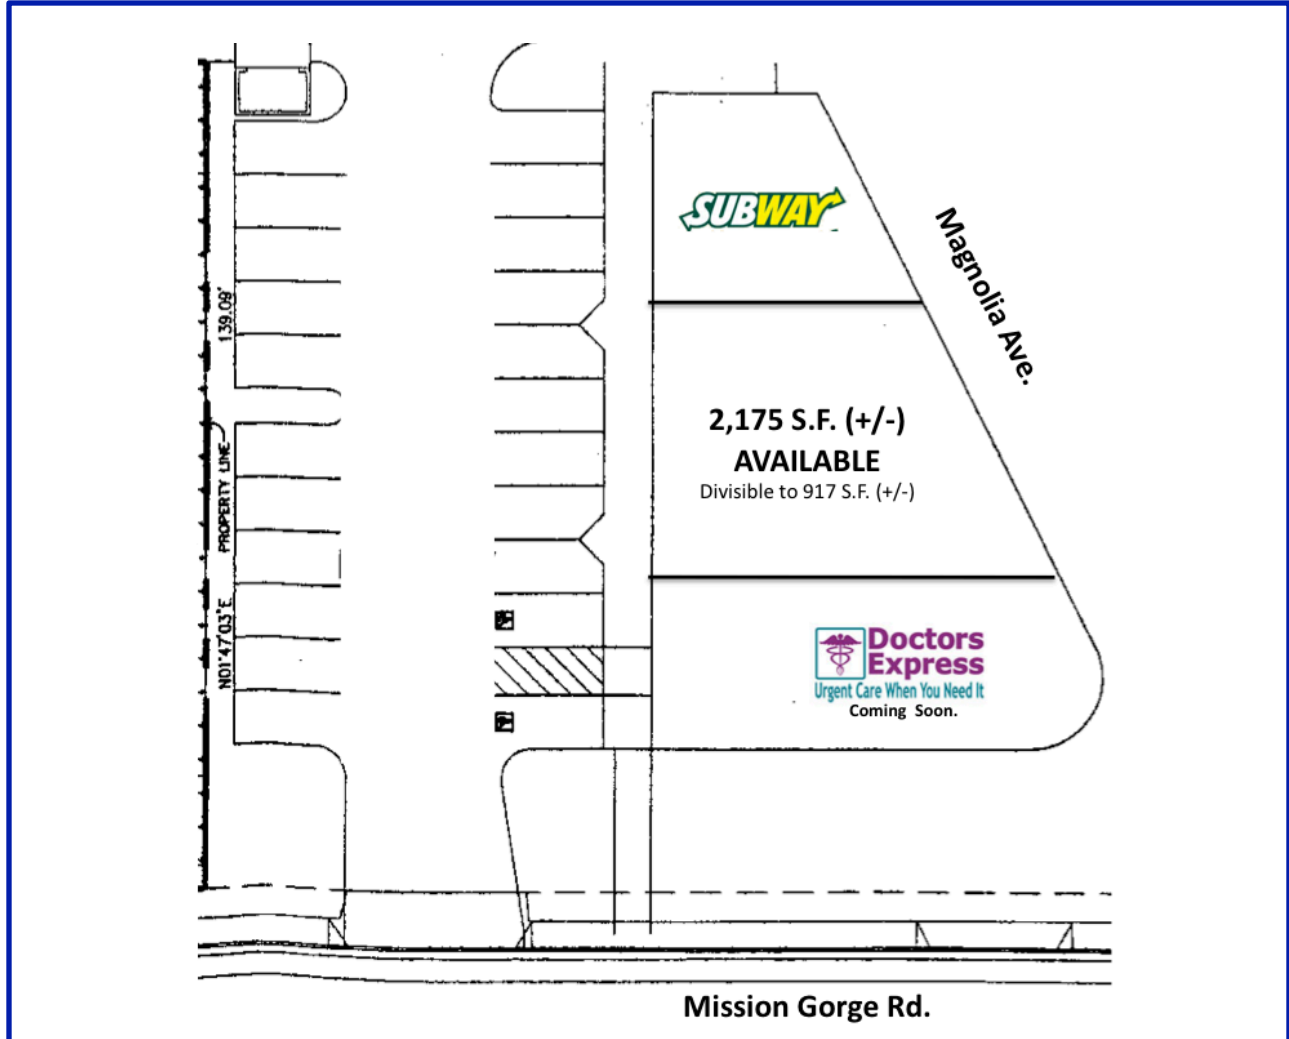 SUBWAY
Magnolia Ave.
139.09'
2,175 S.F. (+/-)
AVAILABLE
Divisible to 917 S.F. (+/-)
PROPERTY LINE
N01°47'03"E
Doctors
Express
Urgent Care When You Need It
Coming Soon.
Mission Gorge Rd.